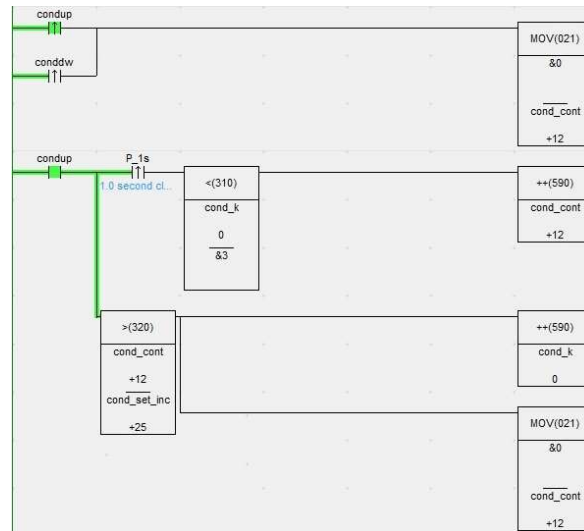 condup
MOV(021)
&0
conddw
cond_cont
+12
condup
P_1s
1.0 second cl...
<(310)
cond_k
0
&3
++(590)
cond_cont
+12
>(320)
cond_cont
+12
cond_set_inc
+25
++(590)
cond_k
0
MOV(021)
&0
cond_cont
+12